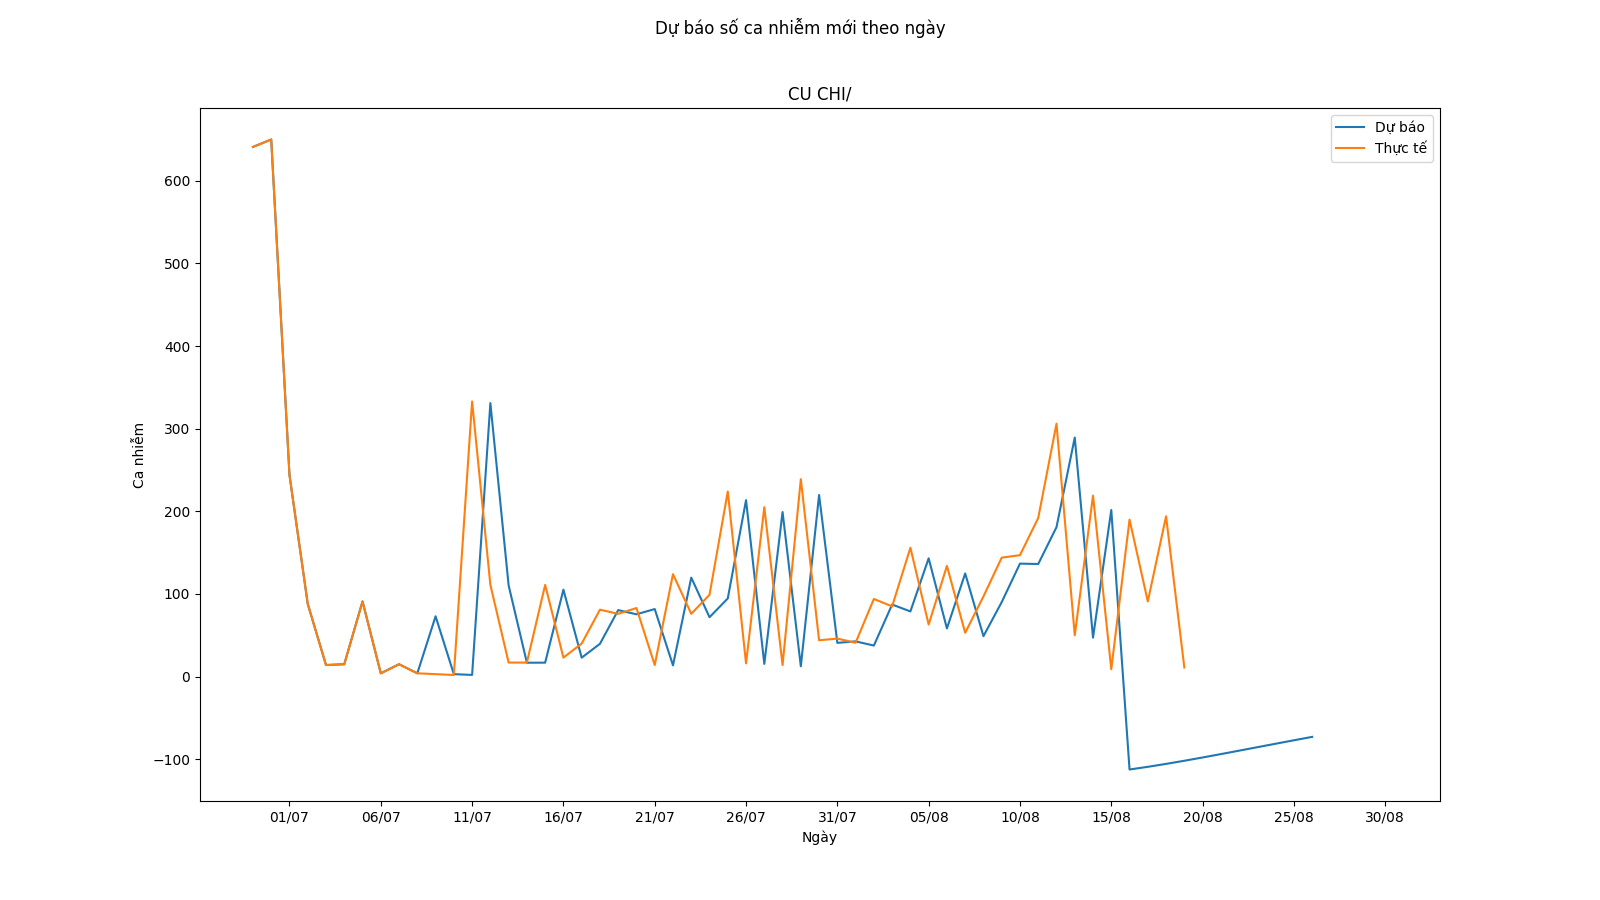 Dự báo số ca nhiễm mới theo ngày
CU CHI/
Dự báo
Thực tế
600
500
400
300
200
100
0
−100
Ca nhiễm
01/07 06/07 11/07 16/07 21/07 26/07 31/07 05/08 10/08 15/08 20/08 25/08 30/08
Ngày